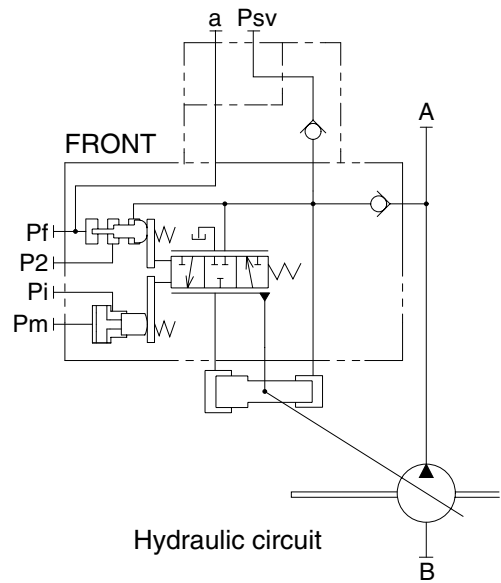 a Psv
A
FRONT
Pf
P2
Pi
Pm
Hydraulic circuit
B